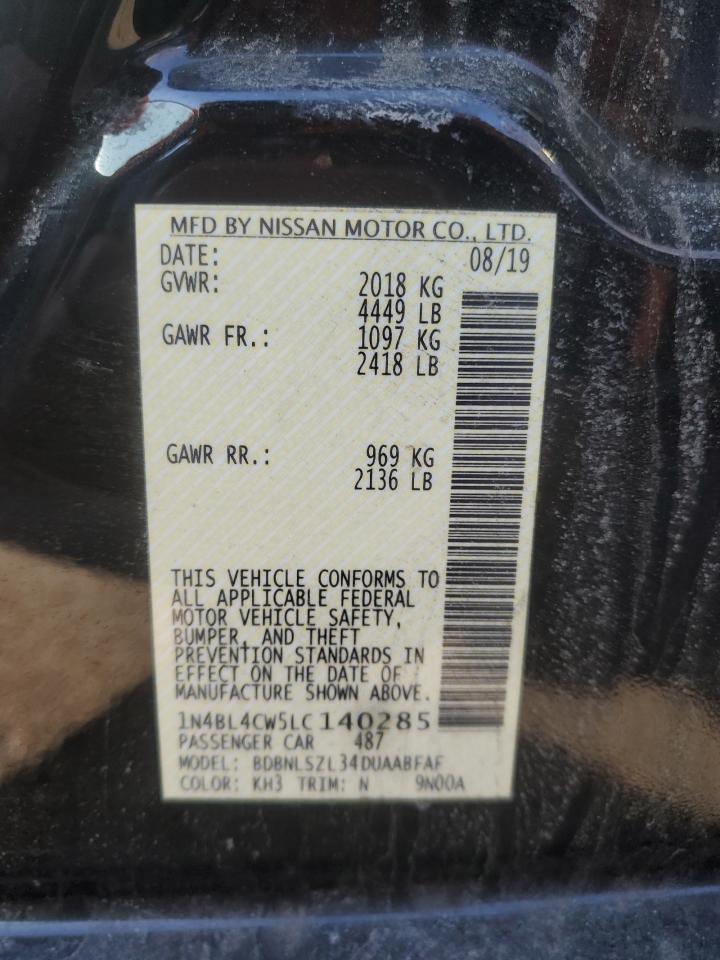 MFD BY NISSAN MOTOR CO., LTD.
DATE: 08/19
GVWR: 2018 KG
4449 LB
GAWR FR.: 1097 KG
2418 LB
GAWR RR.: 969 KG
2136 LB
THIS VEHICLE CONFORMS TO
ALL APPLICABLE FEDERAL
MOTOR VEHICLE SAFETY,
BUMPER, AND THEFT
PREVENTION STANDARDS IN
EFFECT ON THE DATE OF
MANUFACTURE SHOWN ABOVE.
1N4BL4CW5LC140285
PASSENGER CAR 487
MODEL: BDBNLSZL34DUAABFAF
COLOR: KH3 TRIM: N 9N00A